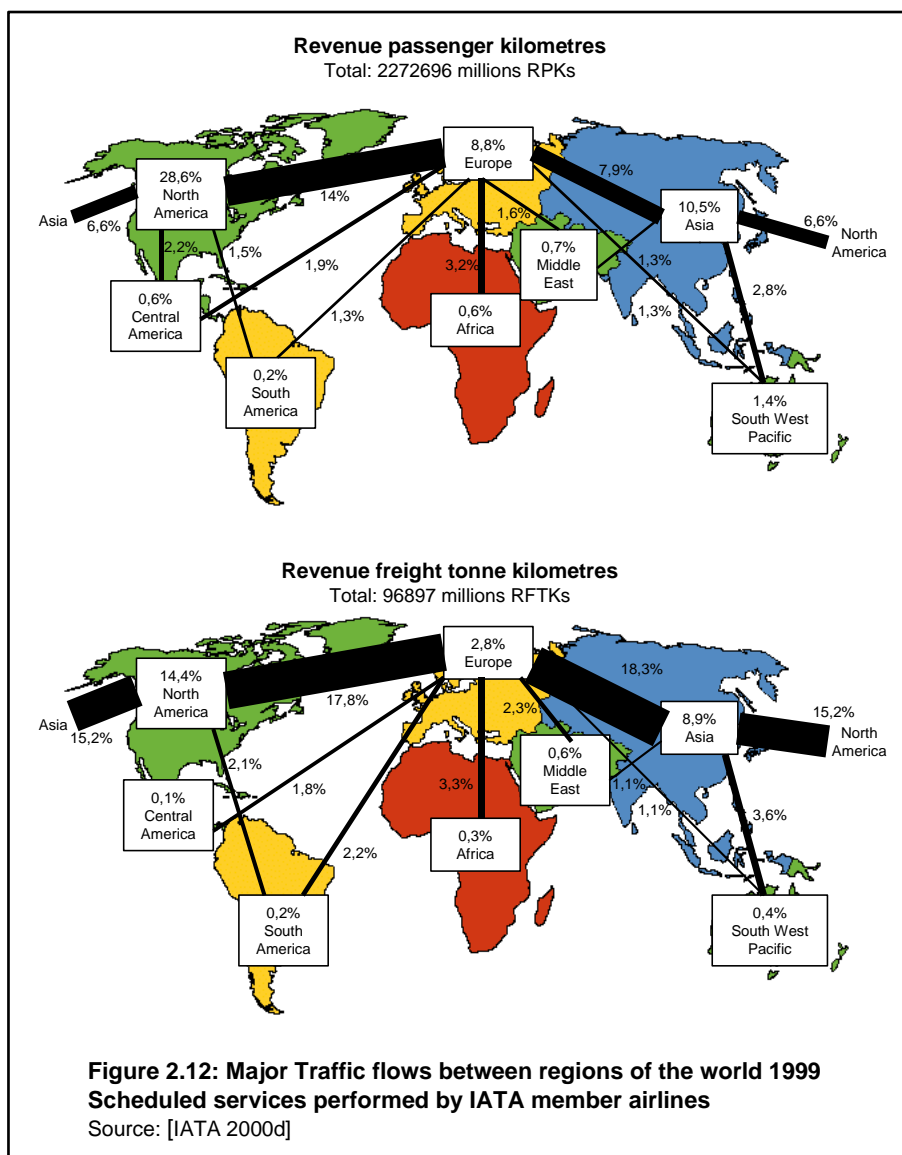 Revenue passenger kilometres
Total: 2272696 millions RPKs
8,8%
Europe
28,6%
North
America
14%
7,9%
Asia
6,6%
10,5%
Asia
6,6%
North
America
2,2%
1,5%
1,9%
3,2%
1,6%
0,7%
Middle
East
1,3%
2,8%
0,6%
Central
America
1,3%
0,6%
Africa
1,3%
0,2%
South
America
1,4%
South West
Pacific
Revenue freight tonne kilometres
Total: 96897 millions RFTKs
2,8%
Europe
14,4%
North
America
17,8%
18,3%
Asia
15,2%
2,3%
8,9%
Asia
15,2%
North
America
2,1%
0,6%
Middle
East
0,1%
Central
America
1,8%
3,3%
1,1%
1,1%
3,6%
2,2%
0,3%
Africa
0,2%
South
America
0,4%
South West
Pacific
Figure 2.12: Major Traffic flows between regions of the world 1999
Scheduled services performed by IATA member airlines
Source: [IATA 2000d]